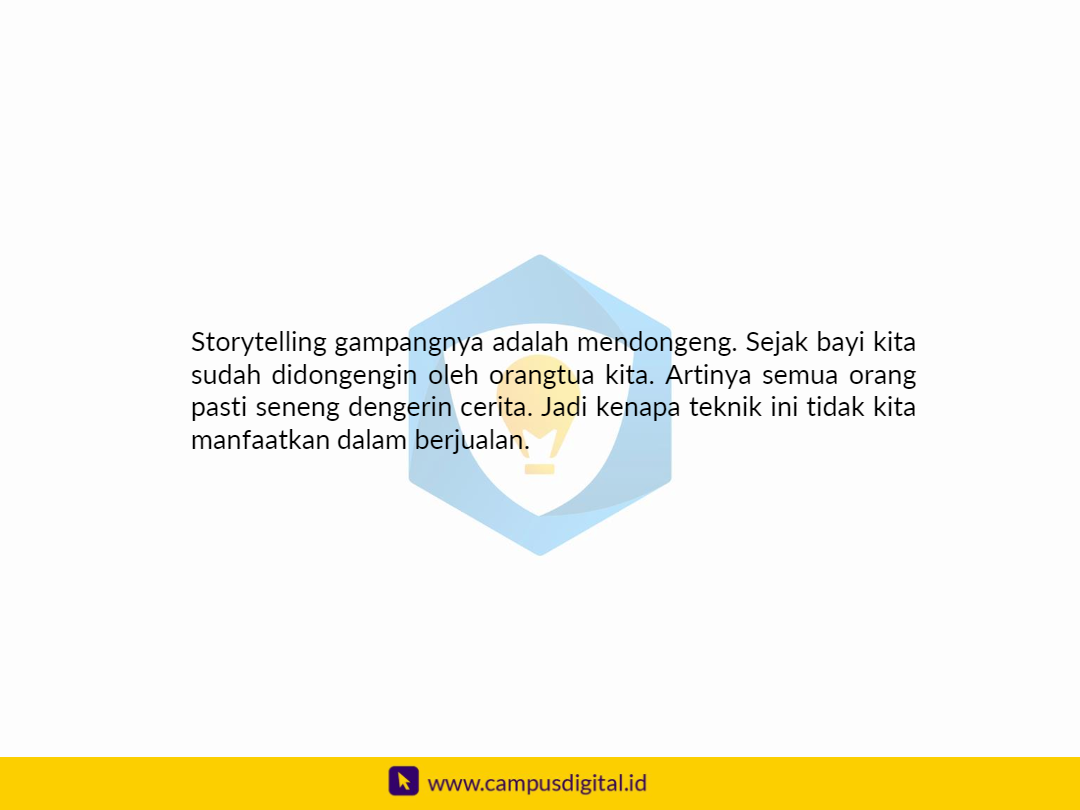 Storytelling gampangnya adalah mendongeng. Sejak bayi kita
sudah didongengin oleh orangtua kita. Artinya semua orang
pasti seneng dengerin cerita. Jadi kenapa teknik ini tidak kita
manfaatkan dalam berjualan.
www.campusdigital.id